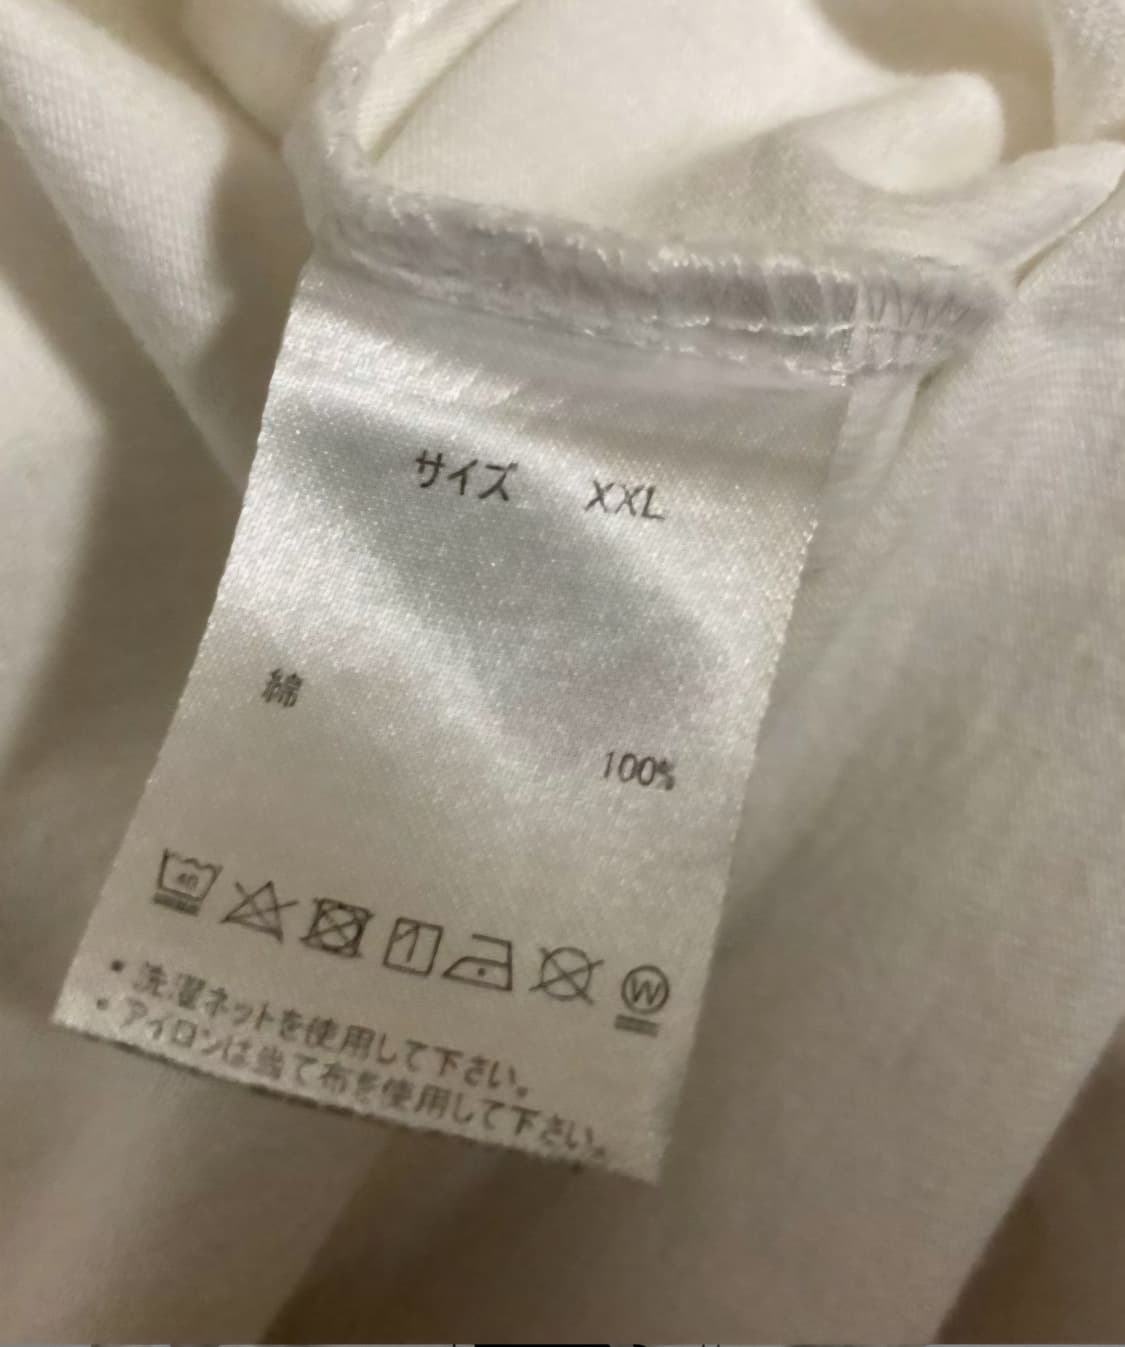 サイズ XXL
綿 100%
40
W
・洗濯ネットを使用して下さい。
・アイロンは当て布を使用して下さい。